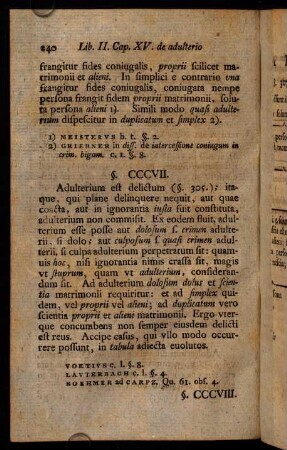 240 Lib. II. Cap. XV. de adulterio
frangitur fides coniugalis, proprii scilicet ma-
trimonii et alieni. In simplici e contrario una
frangitur fides coniugalis, coniugata nempe
persona frangit fidem proprii matrimonii, solu-
ta persona alieni 1). Simili modo quasi adulte-
rium dispescitur in duplicatum et simplex 2).
1) MEISTERVS h. t. §. 2.
2) GRIEBNER in diss. de intercessione coniugum in
crim. bigam. c. 1. §. 8.
§. CCCVII.
Adulterium est delictum (§. 305.): ita-
que, qui plane delinquere nequit, aut quae
coacta, aut in ignorantia iusta fuit constituta,
adulterium non commisit. Ex eodem fluit, adul-
terium esse posse aut dolosum s. crimen adulte-
rii, si dolo: aut culposum s. quasi crimen adul-
terii, si culpa adulterium perpetratum sit: quam-
uis hoc, nisi ignorantia nimis crassa sit, magis
vt stuprum, quam vt adulterium, consideran-
dum sit. Ad adulterium dolosum dolus et scien-
tia matrimonii requiritur: et ad simplex qui-
dem, vel proprii vel alieni; ad duplicatum vero
scientia proprii et alieni matrimonii. Ergo vter-
que concumbens non semper eiusdem delicti
est reus. Accipe casus, qui vllo modo occur-
rere possunt, in tabula adiecta euolutos.
VOETIVS c. l. §. 8.
LAVTERBACH c. l. §. 4.
BOEHMER ad CARPZ. Qu. 61. obs. 4.
§. CCCVIII.